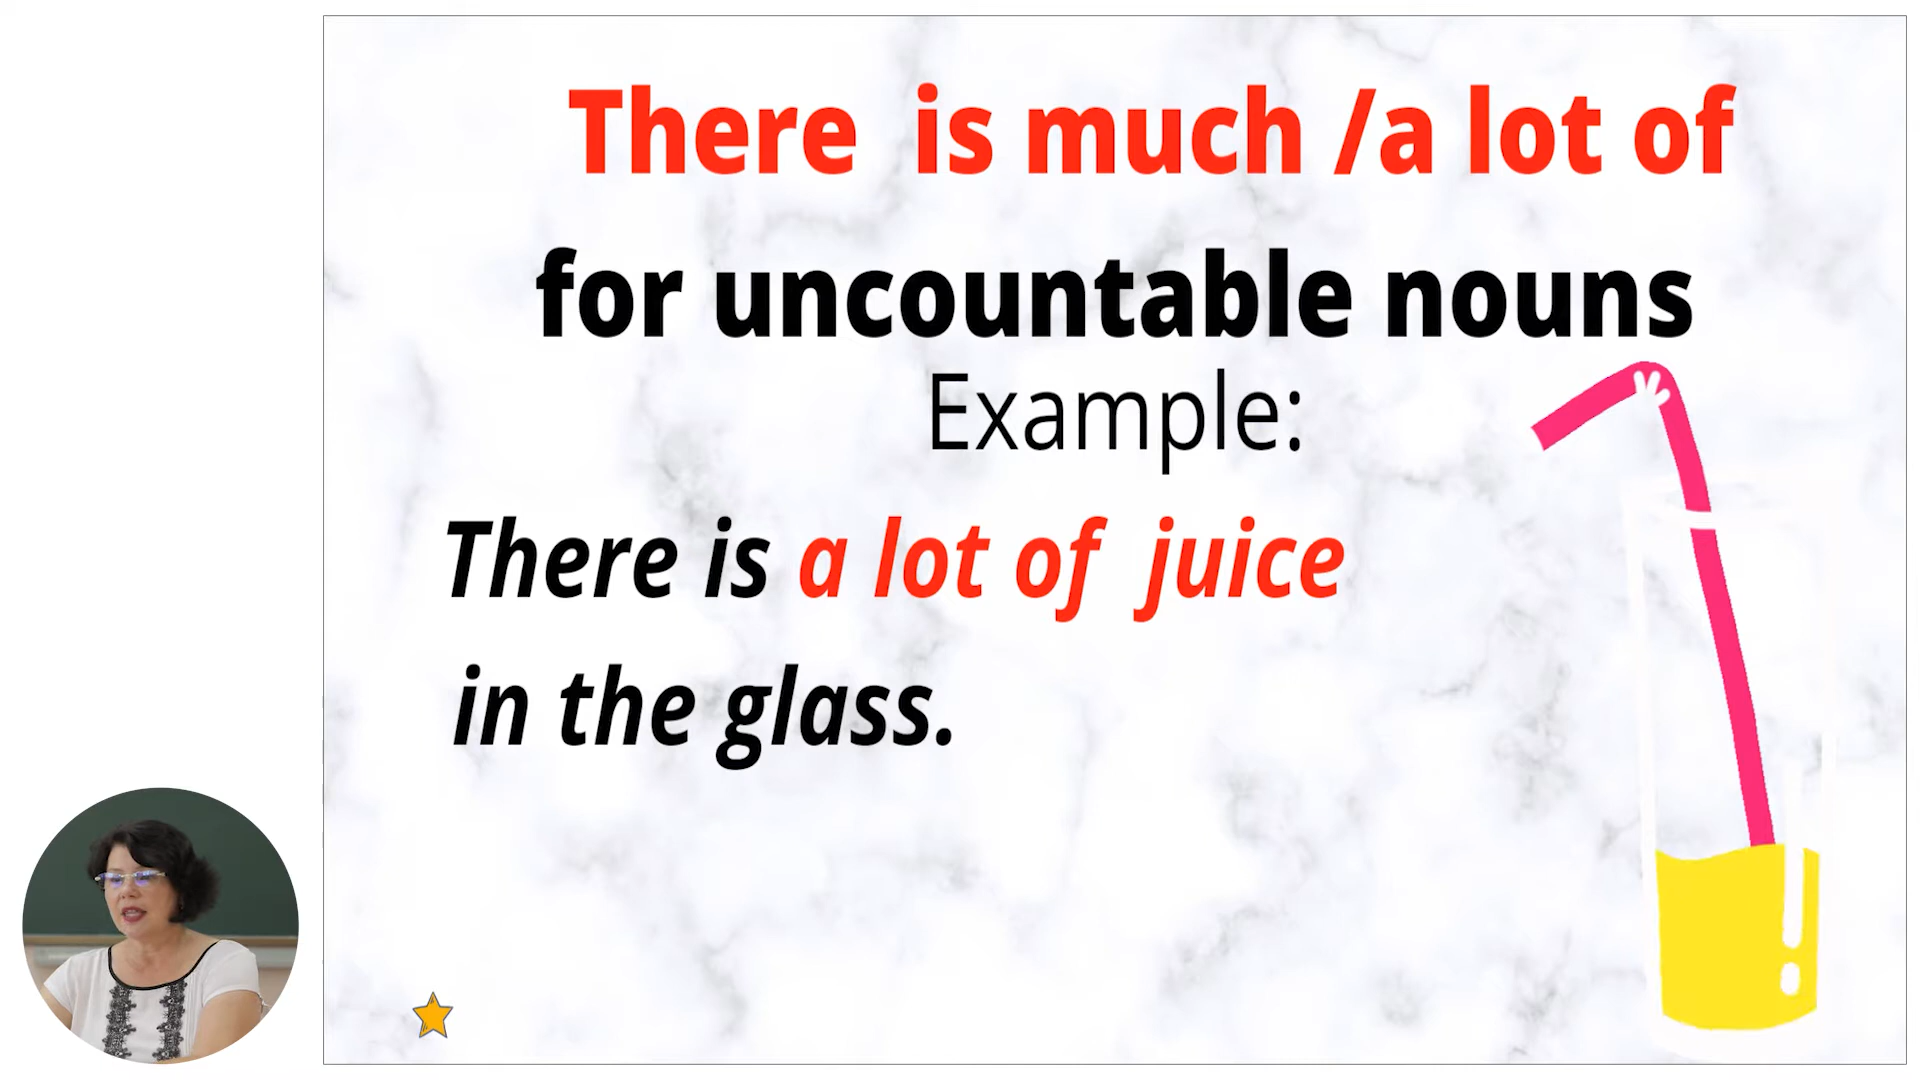 There is much /a lot of
for uncountable nouns
Example:
There is a lot of juice
in the glass.